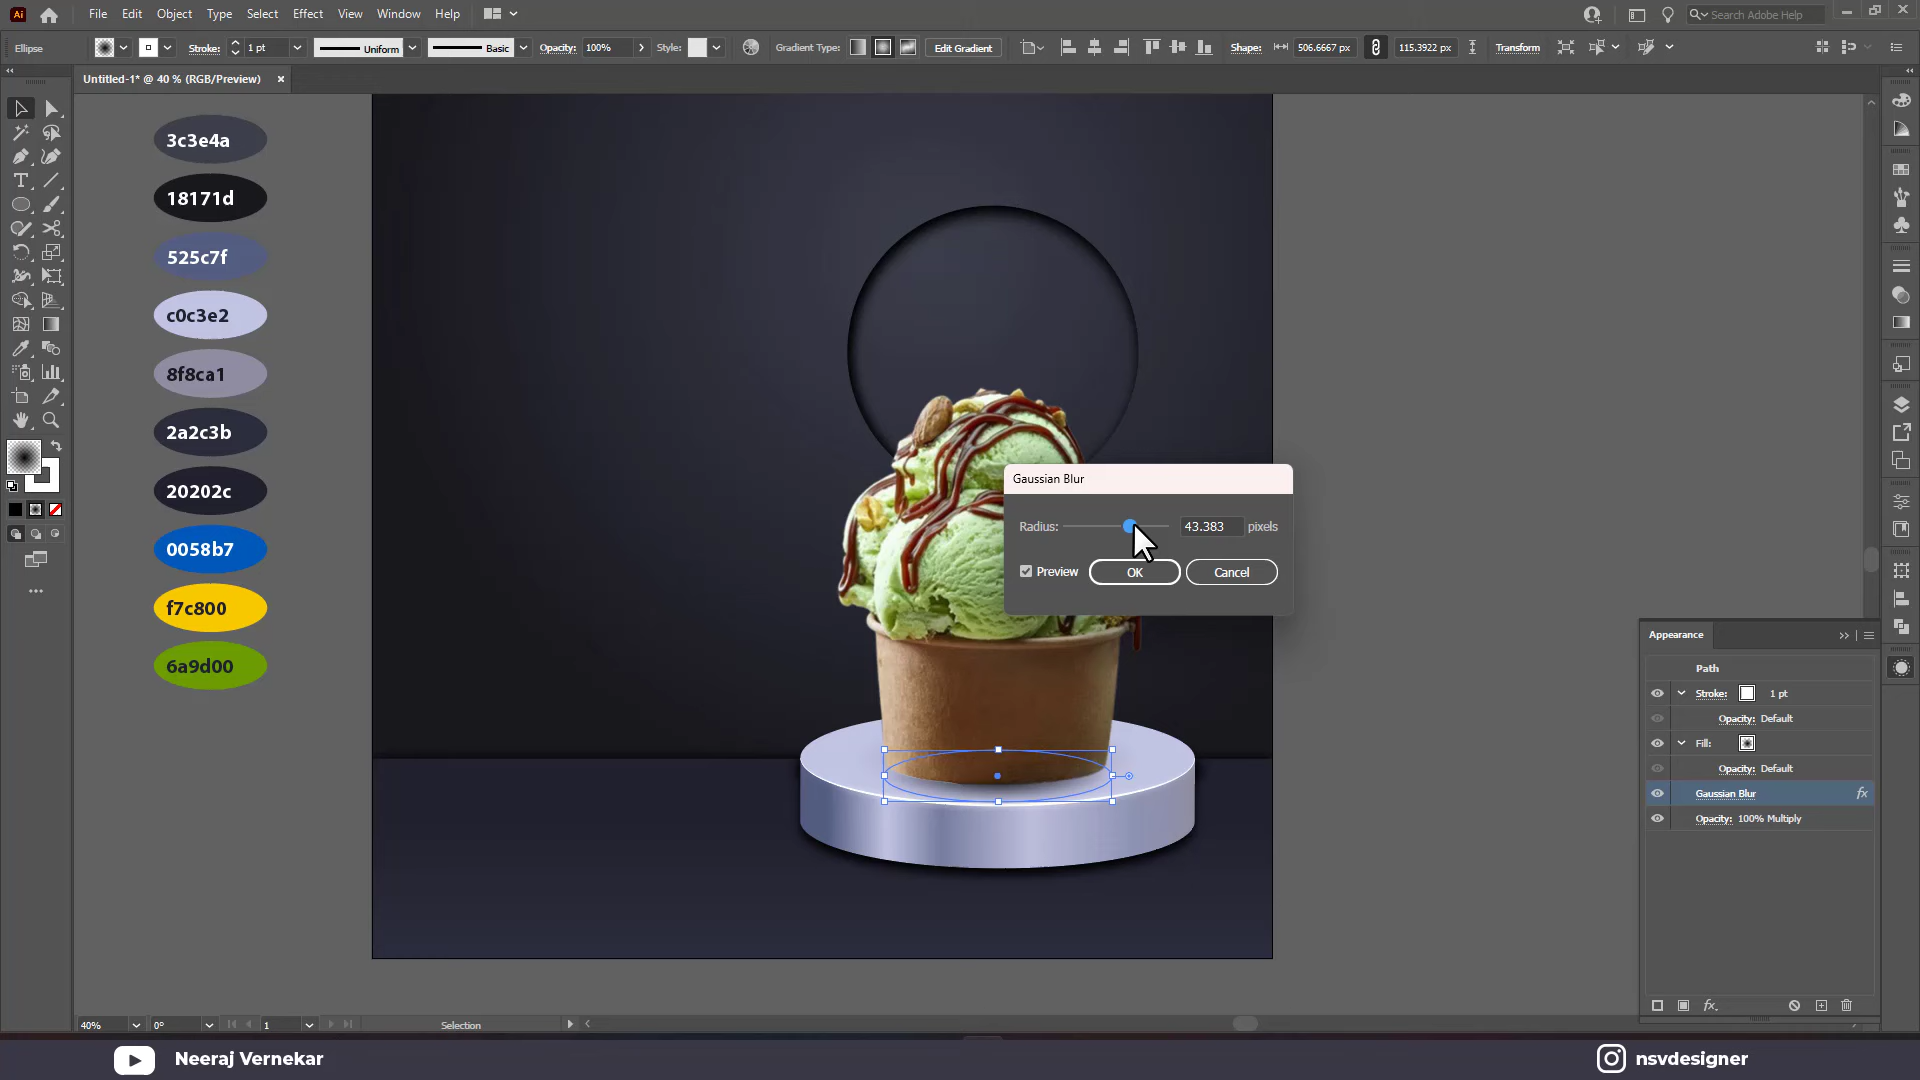 Ai File Edit Object Type Select Effect View Window Help Search Adobe Help
Ellipse Stroke: 1 pt Uniform Basic Opacity: 100% Style: Gradient Type: Edit Gradient Shape: 506.6667 px 115.3922 px Transform
Untitled-1* @ 40 % (RGB/Preview) ×
3c3e4a
18171d
525c7f
c0c3e2
8f8ca1
2a2c3b
20202c
0058b7
f7c800
6a9d00
Gaussian Blur
Radius: 43.383 pixels
Preview OK Cancel
Appearance
Path
Stroke: 1 pt
Opacity: Default
Fill:
Opacity: Default
Gaussian Blur fx
Opacity: 100% Multiply
fx
40% 0° 1 Selection
Neeraj Vernekar nsvdesigner